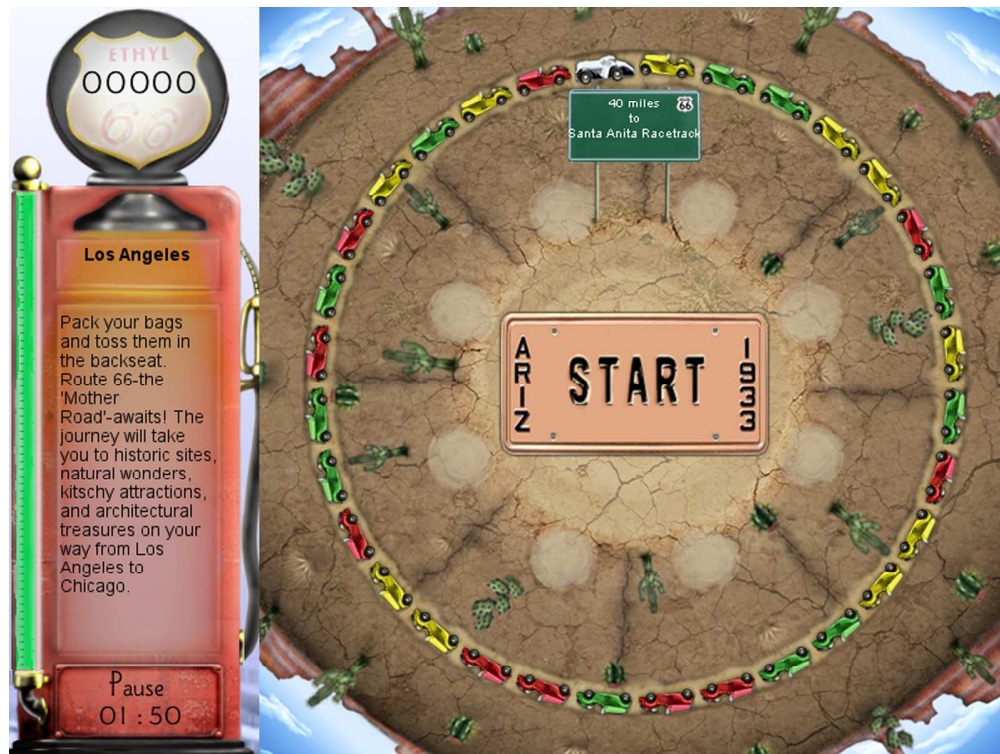 ETHYL
00000
66
Los Angeles
Pack your bags
and toss them in
the backseat.
Route 66-the
'Mother
Road'-awaits! The
journey will take
you to historic sites,
natural wonders,
kitschy attractions,
and architectural
treasures on your
way from Los
Angeles to
Chicago.
Pause
01:50
40 miles
66
to
Santa Anita Racetrack
ARIZ
START
1933